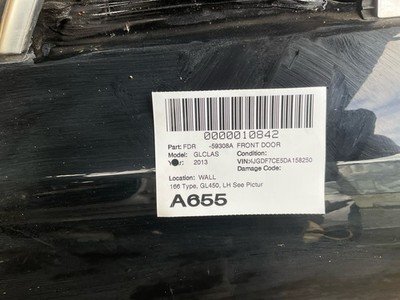 0000010842
Part: FDR -59308A FRONT DOOR
Model: GLCLAS Condition:
Year: 2013 VIN:4JGDF7CE5DA158250
Damage Code:
Location: WALL
166 Type, GL450, LH See Pictur
A655